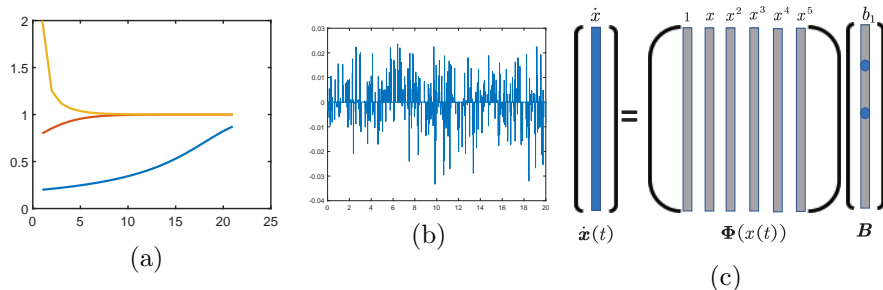 2
1.5
1
0.5
0
0 5 10 15 20 25
(a)
0.04
0.03
0.02
0.01
0
-0.01
-0.02
-0.03
-0.04
0 2 4 6 8 10 12 14 16 18 20
(b)
ẋ
=
1 x x² x³ x⁴ x⁵
b₁
ẋ(t)
Φ(x(t))
B
(c)